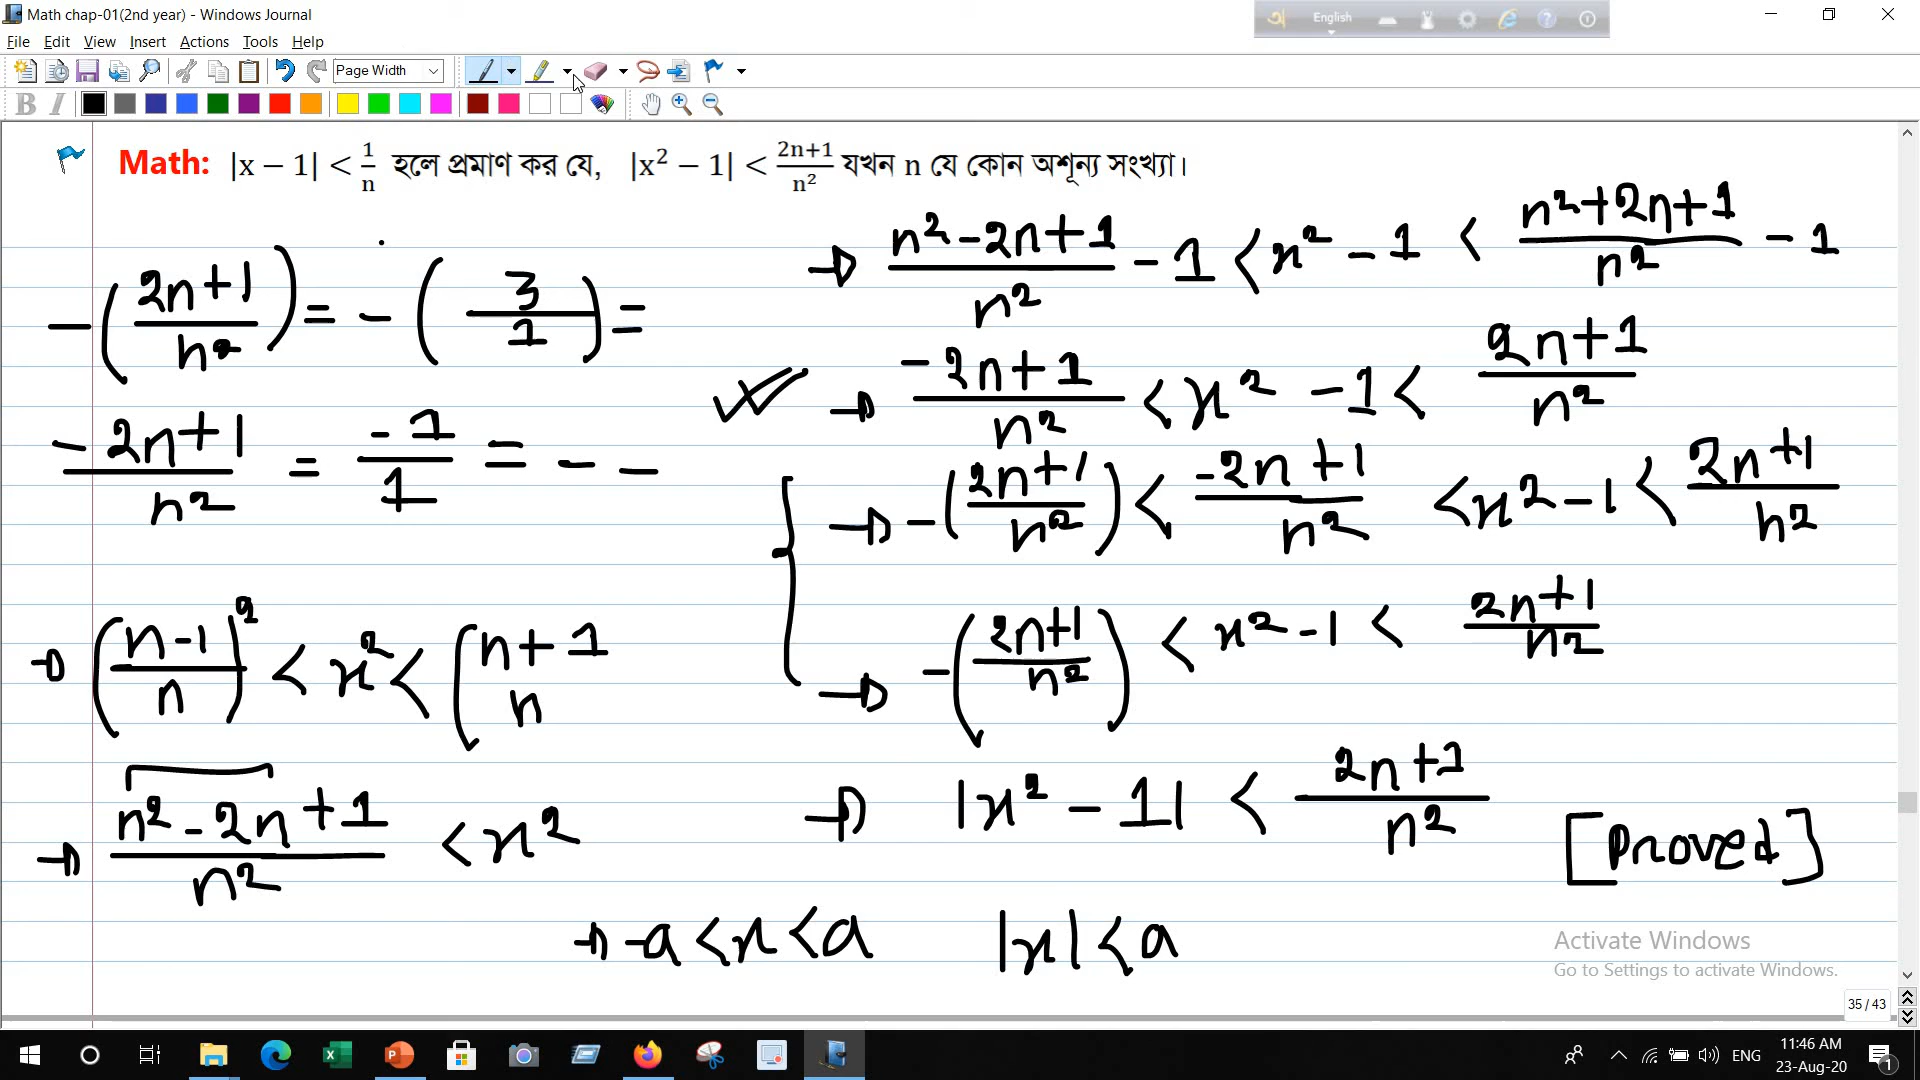 Math chap-01(2nd year) - Windows Journal
English
File Edit View Insert Actions Tools Help
Page Width
B I
Math: |x − 1| < 1/n হলে প্রমাণ কর যে, |x² − 1| < 2n+1/n² যখন n যে কোন অশূন্য সংখ্যা।
−(2n+1/n²) = −(3/1) =
−2n+1/n² = −1/1 = − −
→ (n−1/n)² < x² < (n+1 n
→ n²−2n+1/n² < x²
→ n²−2n+1/n² − 1 < x² − 1 < n²+2n+1/n² − 1
→ −2n+1/n² < x² − 1 < 2n+1/n²
→ −(2n+1/n²) < −2n+1/n² < x²−1 < 2n+1/n²
→ −(2n+1/n²) < x²−1 < 2n+1/n²
→ |x² − 1| < 2n+1/n²
[Proved]
→ −a < x < a |x| < a
Activate Windows
Go to Settings to activate Windows.
35 / 43
ENG
11:46 AM
23-Aug-20
1